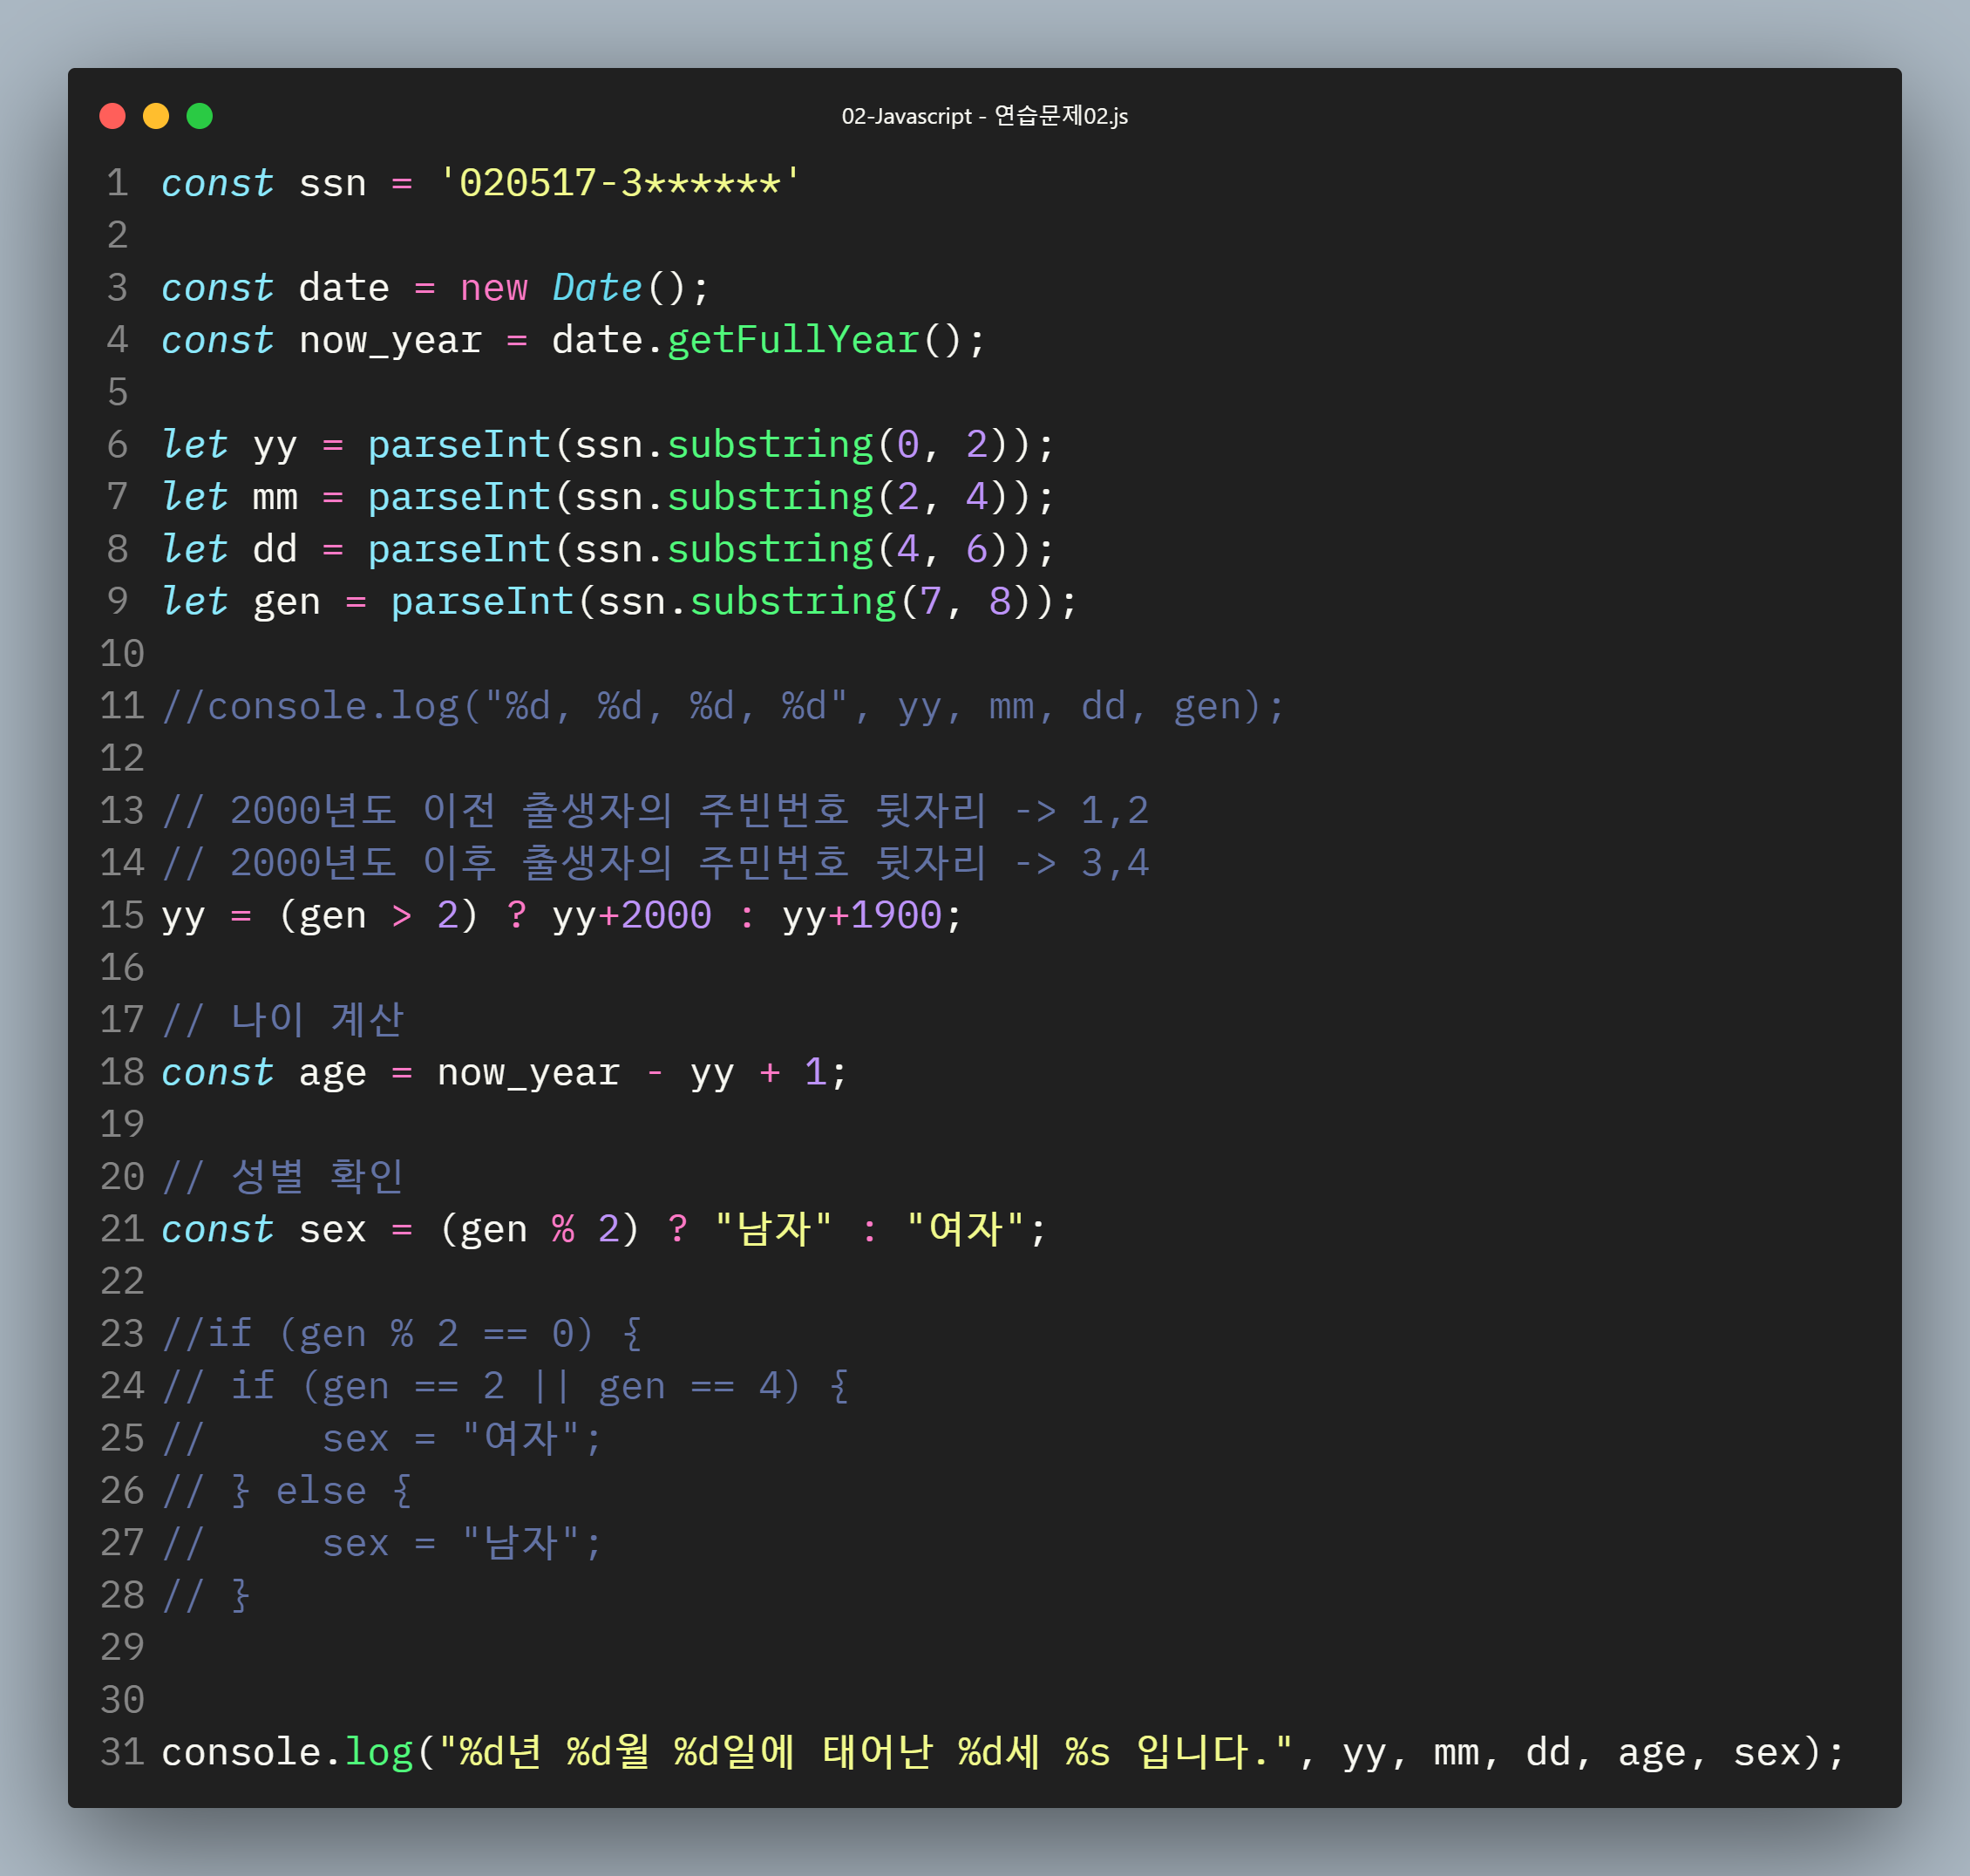 02-Javascript - 연습문제02.js
1 const ssn = '020517-3******'
2
3 const date = new Date();
4 const now_year = date.getFullYear();
5
6 let yy = parseInt(ssn.substring(0, 2));
7 let mm = parseInt(ssn.substring(2, 4));
8 let dd = parseInt(ssn.substring(4, 6));
9 let gen = parseInt(ssn.substring(7, 8));
10
11 //console.log("%d, %d, %d, %d", yy, mm, dd, gen);
12
13 // 2000년도 이전 출생자의 주빈번호 뒷자리 -> 1,2
14 // 2000년도 이후 출생자의 주민번호 뒷자리 -> 3,4
15 yy = (gen > 2) ? yy+2000 : yy+1900;
16
17 // 나이 계산
18 const age = now_year - yy + 1;
19
20 // 성별 확인
21 const sex = (gen % 2) ? "남자" : "여자";
22
23 //if (gen % 2 == 0) {
24 // if (gen == 2 || gen == 4) {
25 //     sex = "여자";
26 // } else {
27 //     sex = "남자";
28 // }
29
30
31 console.log("%d년 %d월 %d일에 태어난 %d세 %s 입니다.", yy, mm, dd, age, sex);